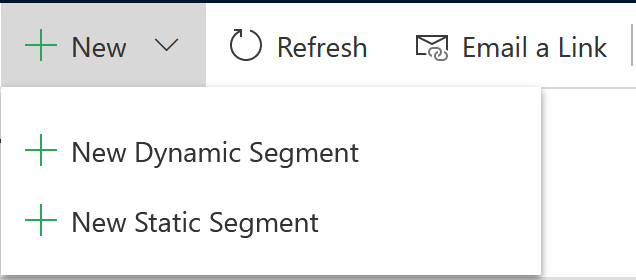 New Refresh Email a Link
New Dynamic Segment
New Static Segment